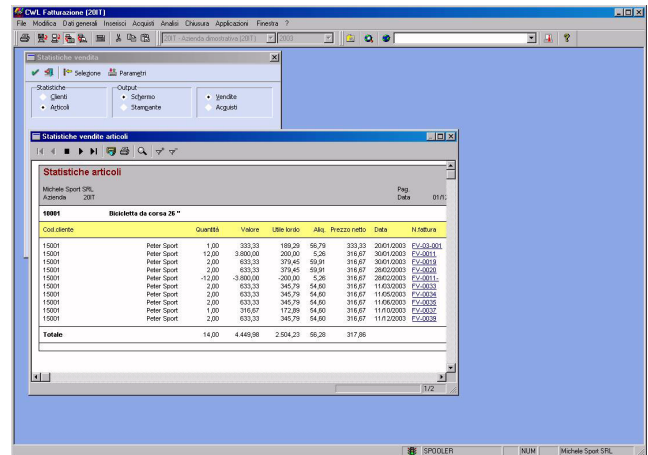 CWL Fatturazione [20IT]
File Modifica Dati generali Inserisci Acquisti Analisi Chiusura Applicazioni Finestra ?
20IT - Azienda dimostrativa (20IT) 2003
Statistiche vendita
Selezione Parametri
Statistiche Output
Clienti Schermo Vendite
Articoli Stampante Acquisti
Statistiche vendite articoli
Statistiche articoli
Michele Sport SRL Pag.
Azienda 20IT Data 01/12
10001 Bicicletta da corsa 26 "
Cod.cliente Quantità Valore Utile lordo Aliq. Prezzo netto Data N.fattura
15001 Peter Sport 1,00 333,33 189,29 56,79 333,33 20/01/2003 FV-03-001
15001 Peter Sport 12,00 3.800,00 200,00 5,26 316,67 30/01/2003 FV-0011
15001 Peter Sport 2,00 633,33 379,45 59,91 316,67 30/01/2003 FV-0019
15001 Peter Sport 2,00 633,33 379,45 59,91 316,67 28/02/2003 FV-0020
15001 Peter Sport -12,00 -3.800,00 -200,00 5,26 316,67 28/02/2003 FV-0011-
15001 Peter Sport 2,00 633,33 345,79 54,60 316,67 11/03/2003 FV-0033
15001 Peter Sport 2,00 633,33 345,79 54,60 316,67 11/05/2003 FV-0034
15001 Peter Sport 2,00 633,33 345,79 54,60 316,67 11/06/2003 FV-0035
15001 Peter Sport 1,00 316,67 172,89 54,60 316,67 11/10/2003 FV-0037
15001 Peter Sport 2,00 633,33 345,79 54,60 316,67 11/12/2003 FV-0039
Totale 14,00 4.449,98 2.504,23 56,28 317,86
1/2
SPOOLER NUM Michele Sport SRL